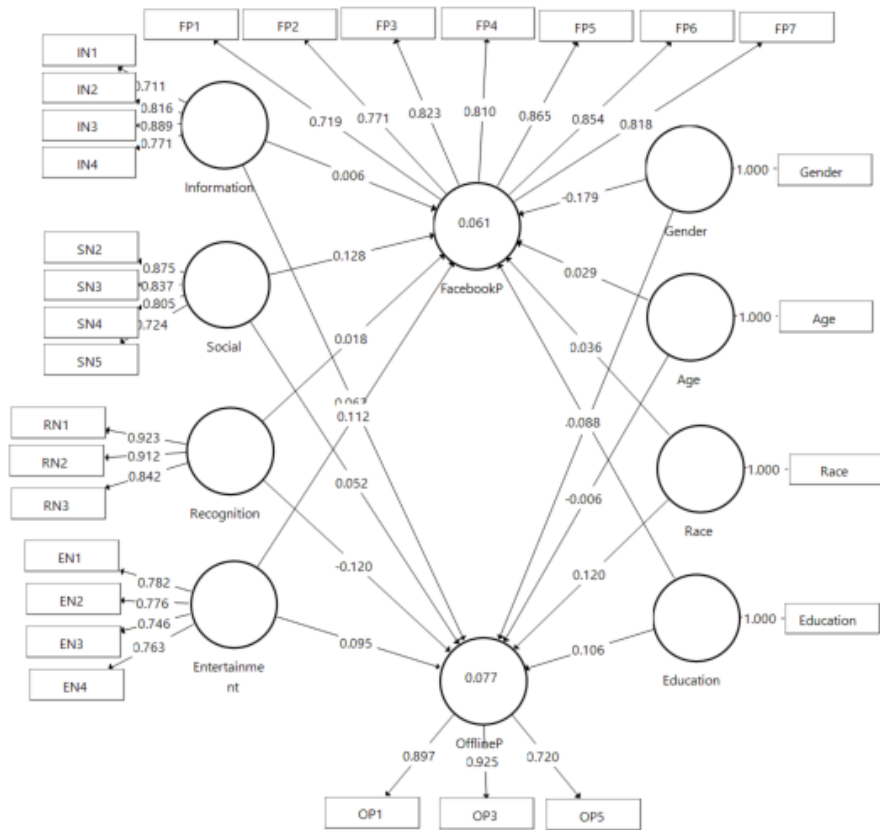 FP1 FP2 FP3 FP4 FP5 FP6 FP7
IN1
IN2
IN3
IN4
0.711
0.816
0.889
0.771
Information
0.719 0.771 0.823 0.810 0.865 0.854 0.818
0.006
0.061
FacebookP
-0.179
Gender
1.000
Gender
SN2
SN3
SN4
SN5
0.875
0.837
0.805
0.724
Social
0.128
0.029
Age
1.000
Age
0.018
0.036
0.112
-0.088
RN1
RN2
RN3
0.923
0.912
0.842
Recognition
0.052
-0.006
Race
1.000
Race
-0.120
0.120
EN1
EN2
EN3
EN4
0.782
0.776
0.746
0.763
Entertainme
nt
0.095
0.106
Education
1.000
Education
0.077
OfflineP
0.897 0.925 0.720
OP1 OP3 OP5